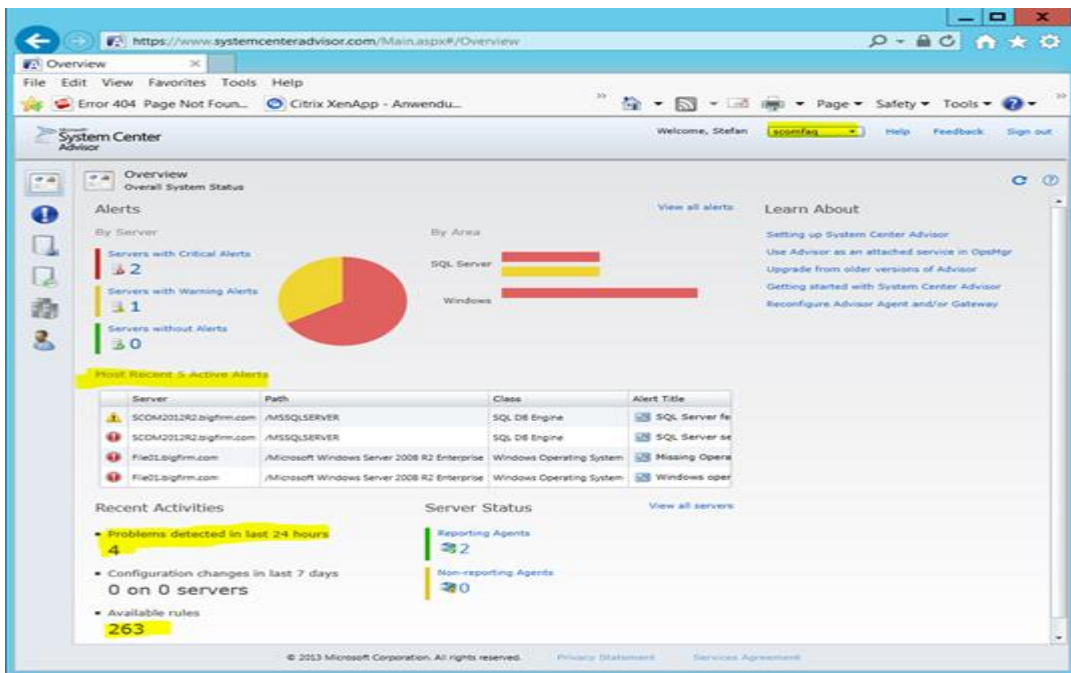 https://www.systemcenteradvisor.com/Main.aspx#/Overview
Overview
File Edit View Favorites Tools Help
Error 404 Page Not Foun... Citrix XenApp - Anwendu... Page Safety Tools
Microsoft
System Center
Advisor
Welcome, Stefan scomfaq Help Feedback Sign out
Overview
Overall System Status
Alerts View all alerts
By Server By Area
Servers with Critical Alerts
2
Servers with Warning Alerts
1
Servers without Alerts
0
SQL Server
Windows
Learn About
Setting up System Center Advisor
Use Advisor as an attached service in OpsMgr
Upgrade from older versions of Advisor
Getting started with System Center Advisor
Reconfigure Advisor Agent and/or Gateway
Most Recent 5 Active Alerts
Server Path Class Alert Title
SCOM2012R2.bigfirm.com /MSSQLSERVER SQL DB Engine SQL Server fe
SCOM2012R2.bigfirm.com /MSSQLSERVER SQL DB Engine SQL Server se
File01.bigfirm.com /Microsoft Windows Server 2008 R2 Enterprise Windows Operating System Missing Opera
File01.bigfirm.com /Microsoft Windows Server 2008 R2 Enterprise Windows Operating System Windows oper
Recent Activities
Problems detected in last 24 hours
4
Configuration changes in last 7 days
0 on 0 servers
Available rules
263
Server Status View all servers
Reporting Agents
2
Non-reporting Agents
0
© 2013 Microsoft Corporation. All rights reserved. Privacy Statement Services Agreement